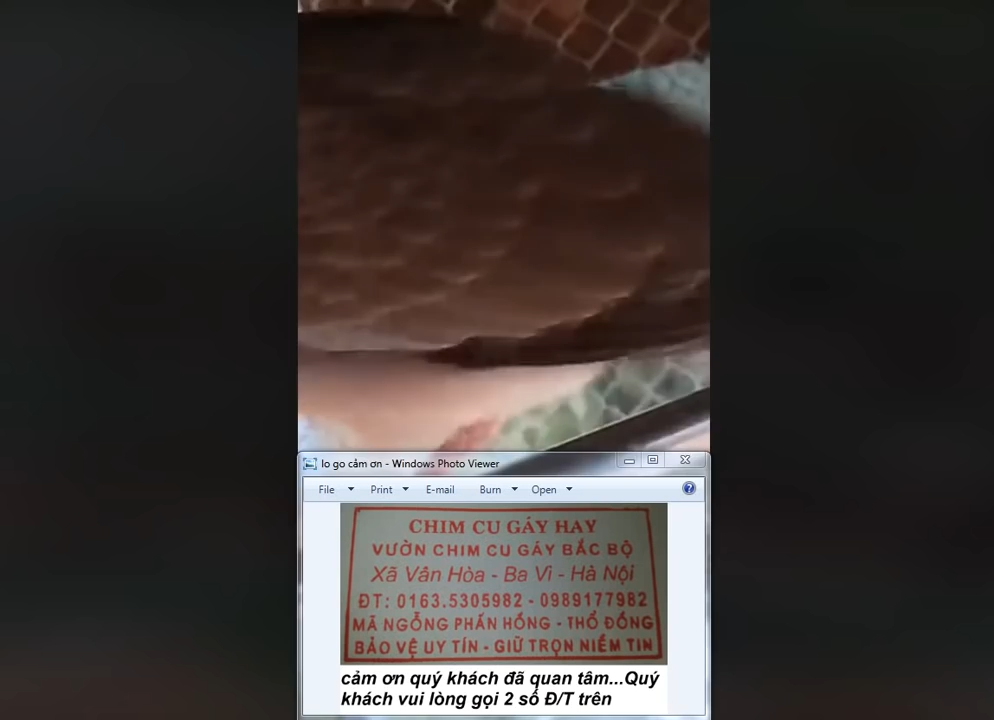 lo go cảm ơn - Windows Photo Viewer
File Print E-mail Burn Open
CHIM CU GÁY HAY
VƯỜN CHIM CU GÁY BẮC BỘ
Xã Vân Hòa - Ba Vì - Hà Nội
ĐT: 0163.5305982 - 0989177982
MÃ NGỖNG PHẤN HỒNG - THỔ ĐỒNG
BẢO VỆ UY TÍN - GIỮ TRỌN NIỀM TIN
cảm ơn quý khách đã quan tâm...Quý
khách vui lòng gọi 2 số Đ/T trên